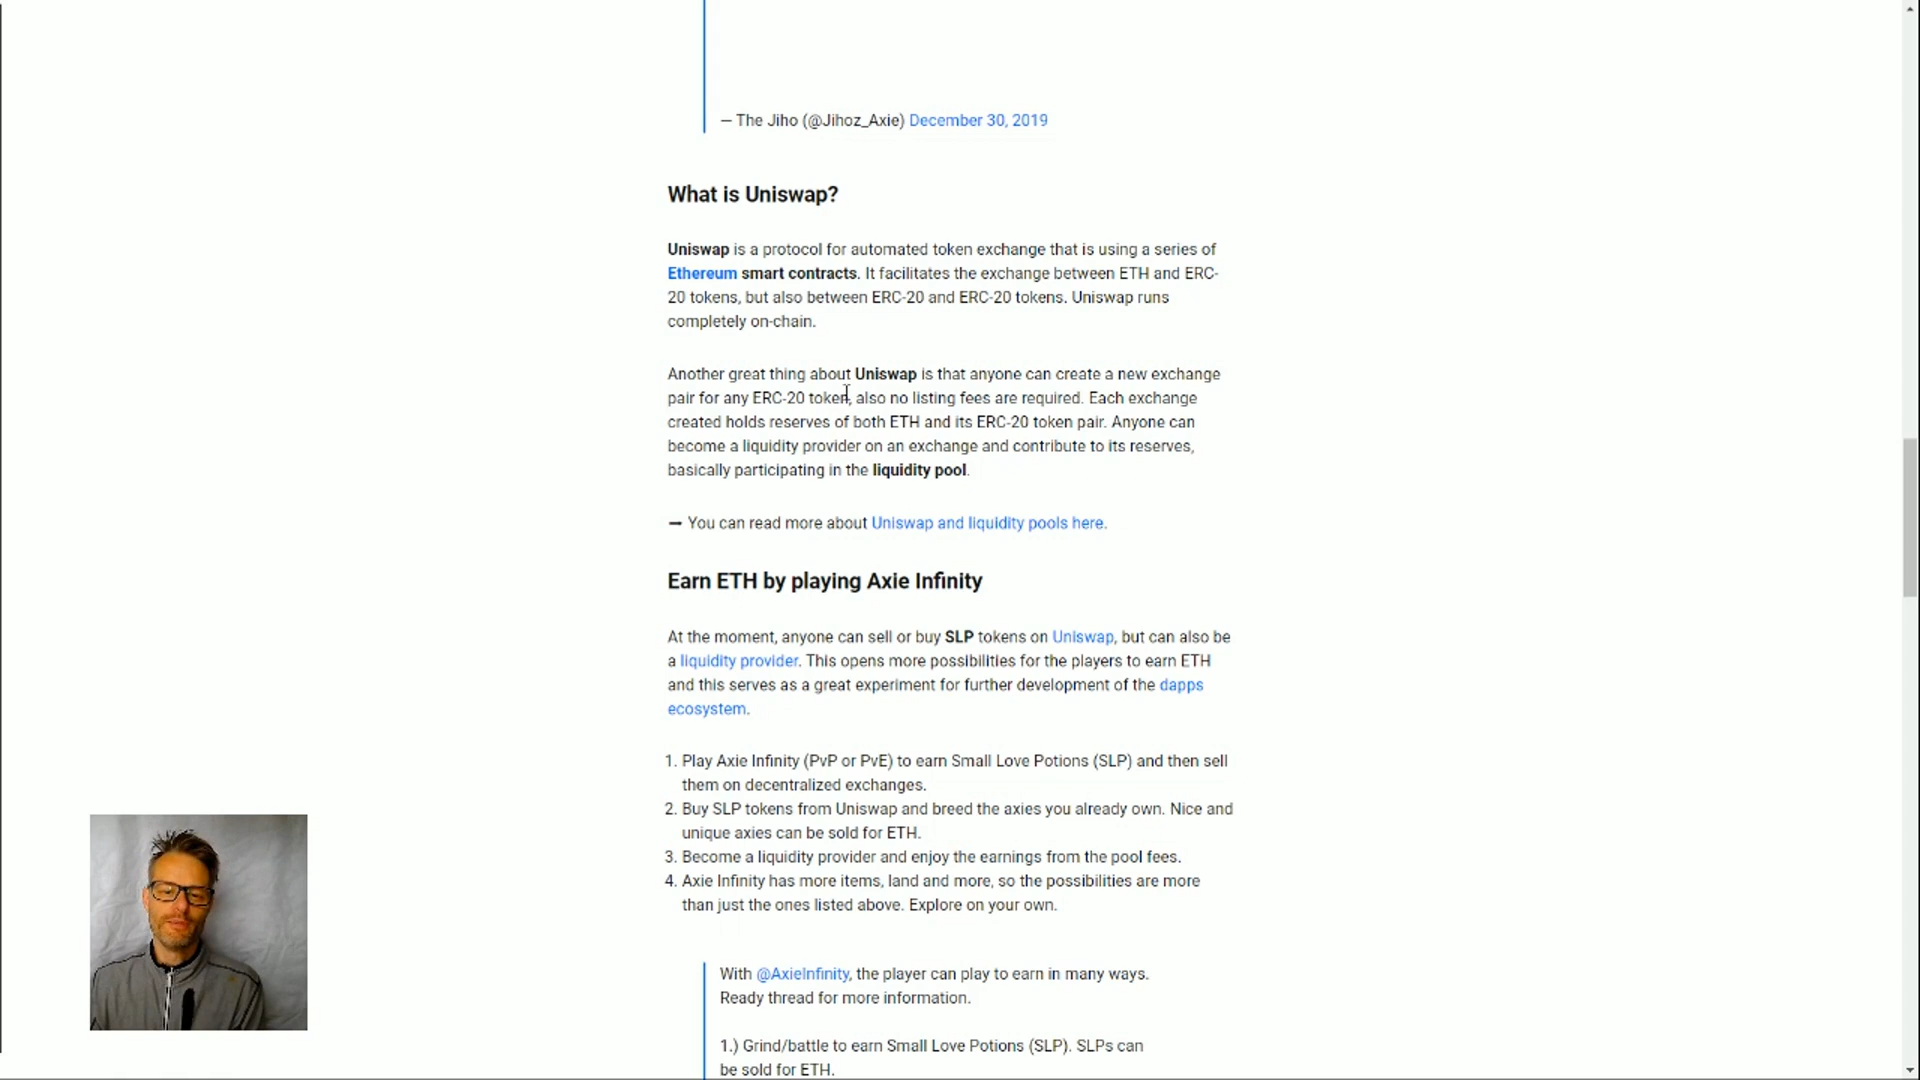 — The Jiho (@Jihoz_Axie) December 30, 2019
What is Uniswap?
Uniswap is a protocol for automated token exchange that is using a series of
Ethereum smart contracts. It facilitates the exchange between ETH and ERC-
20 tokens, but also between ERC-20 and ERC-20 tokens. Uniswap runs
completely on-chain.
Another great thing about Uniswap is that anyone can create a new exchange
pair for any ERC-20 token, also no listing fees are required. Each exchange
created holds reserves of both ETH and its ERC-20 token pair. Anyone can
become a liquidity provider on an exchange and contribute to its reserves,
basically participating in the liquidity pool.
➡ You can read more about Uniswap and liquidity pools here.
Earn ETH by playing Axie Infinity
At the moment, anyone can sell or buy SLP tokens on Uniswap, but can also be
a liquidity provider. This opens more possibilities for the players to earn ETH
and this serves as a great experiment for further development of the dapps
ecosystem.
1. Play Axie Infinity (PvP or PvE) to earn Small Love Potions (SLP) and then sell
them on decentralized exchanges.
2. Buy SLP tokens from Uniswap and breed the axies you already own. Nice and
unique axies can be sold for ETH.
3. Become a liquidity provider and enjoy the earnings from the pool fees.
4. Axie Infinity has more items, land and more, so the possibilities are more
than just the ones listed above. Explore on your own.
With @AxieInfinity, the player can play to earn in many ways.
Ready thread for more information.
1.) Grind/battle to earn Small Love Potions (SLP). SLPs can
be sold for ETH.